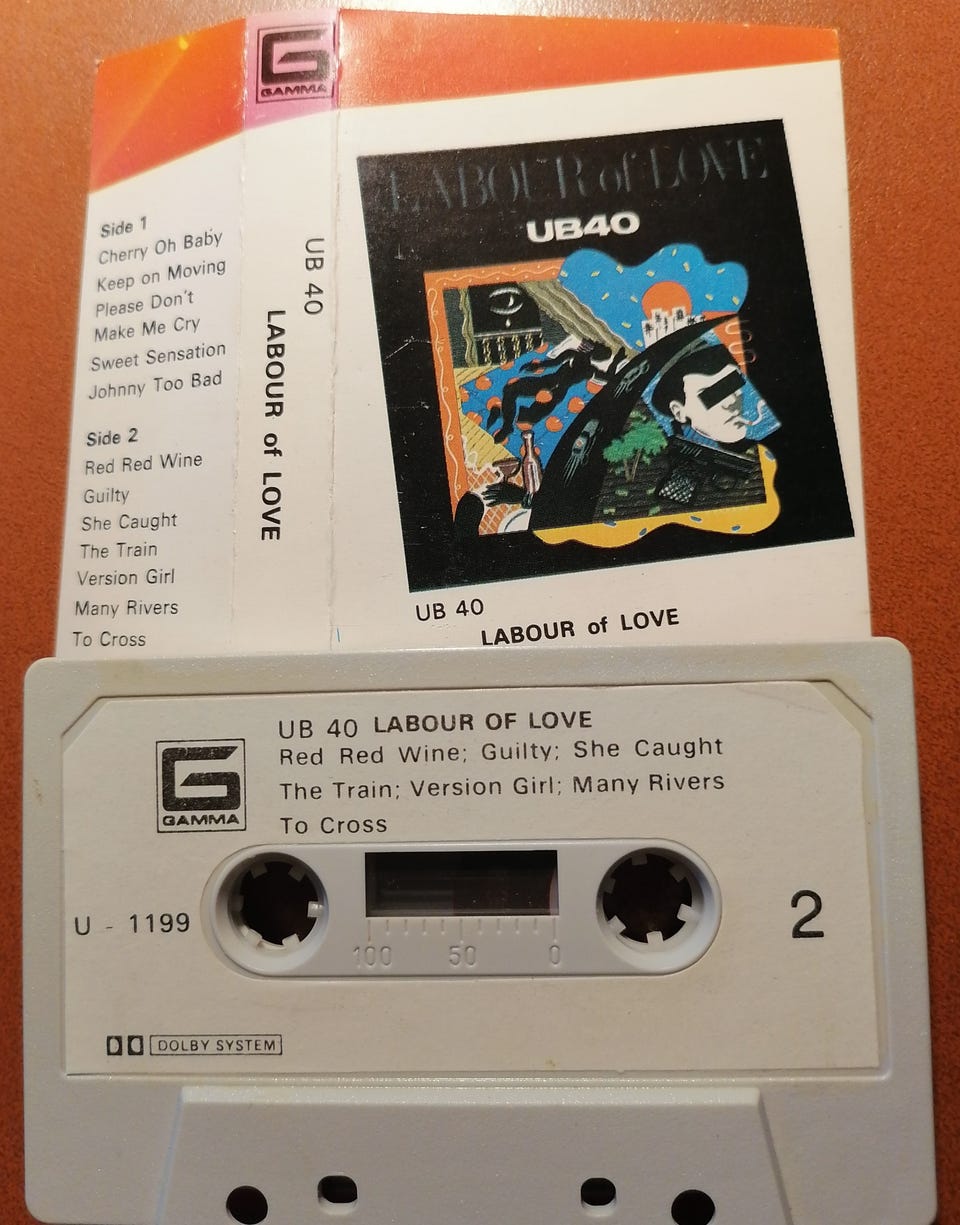 GAMMA
Side 1
Cherry Oh Baby
Keep on Moving
Please Don't
Make Me Cry
Sweet Sensation
Johnny Too Bad
Side 2
Red Red Wine
Guilty
She Caught
The Train
Version Girl
Many Rivers
To Cross
UB 40
LABOUR of LOVE
LABOUR of LOVE
UB40
UB 40
LABOUR of LOVE
UB 40 LABOUR OF LOVE
Red Red Wine; Guilty; She Caught
The Train; Version Girl; Many Rivers
To Cross
GAMMA
U - 1199
2
100 50 0
DOLBY SYSTEM